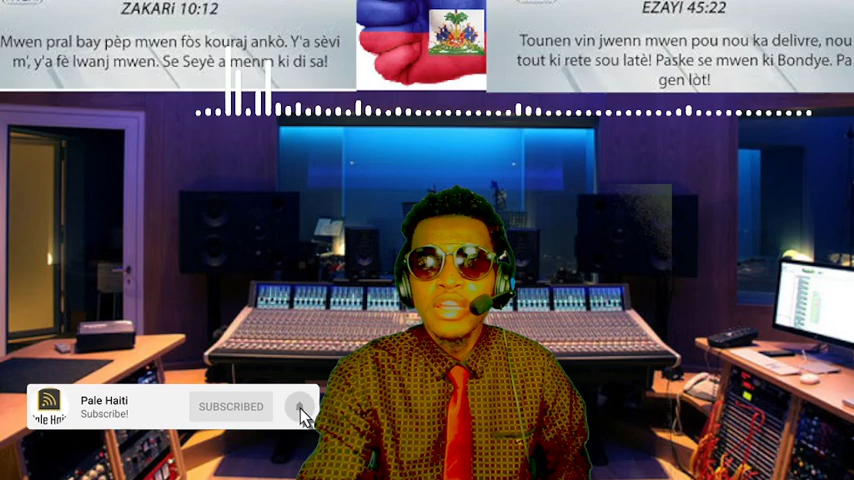 ZAKARi 10:12
Mwen pral bay pèp mwen fòs kouraj ankò. Y'a sèvi
m', y'a fè lwanj mwen. Se Seyè a menm ki di sa!
EZAYI 45:22
Tounen vin jwenn mwen pou nou ka delivre, nou
tout ki rete sou latè! Paske se mwen ki Bondye. Pa
gen lòt!
Pale Haiti
Subscribe!
SUBSCRIBED